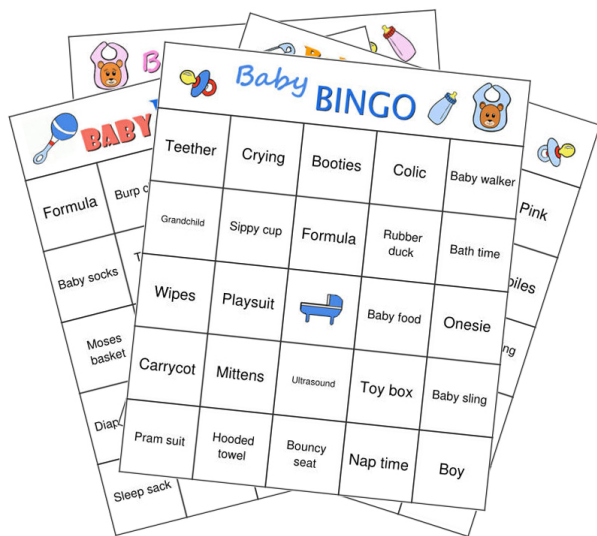 Baby BINGO
Teether Crying Booties Colic Baby walker
Grandchild Sippy cup Formula Rubber
duck Bath time
Wipes Playsuit Baby food Onesie
Carrycot Mittens Ultrasound Toy box Baby sling
Pram suit Hooded
towel Bouncy
seat Nap time Boy
BABY
Formula Burp
Baby socks
Moses
basket
Sleep sack
Pink